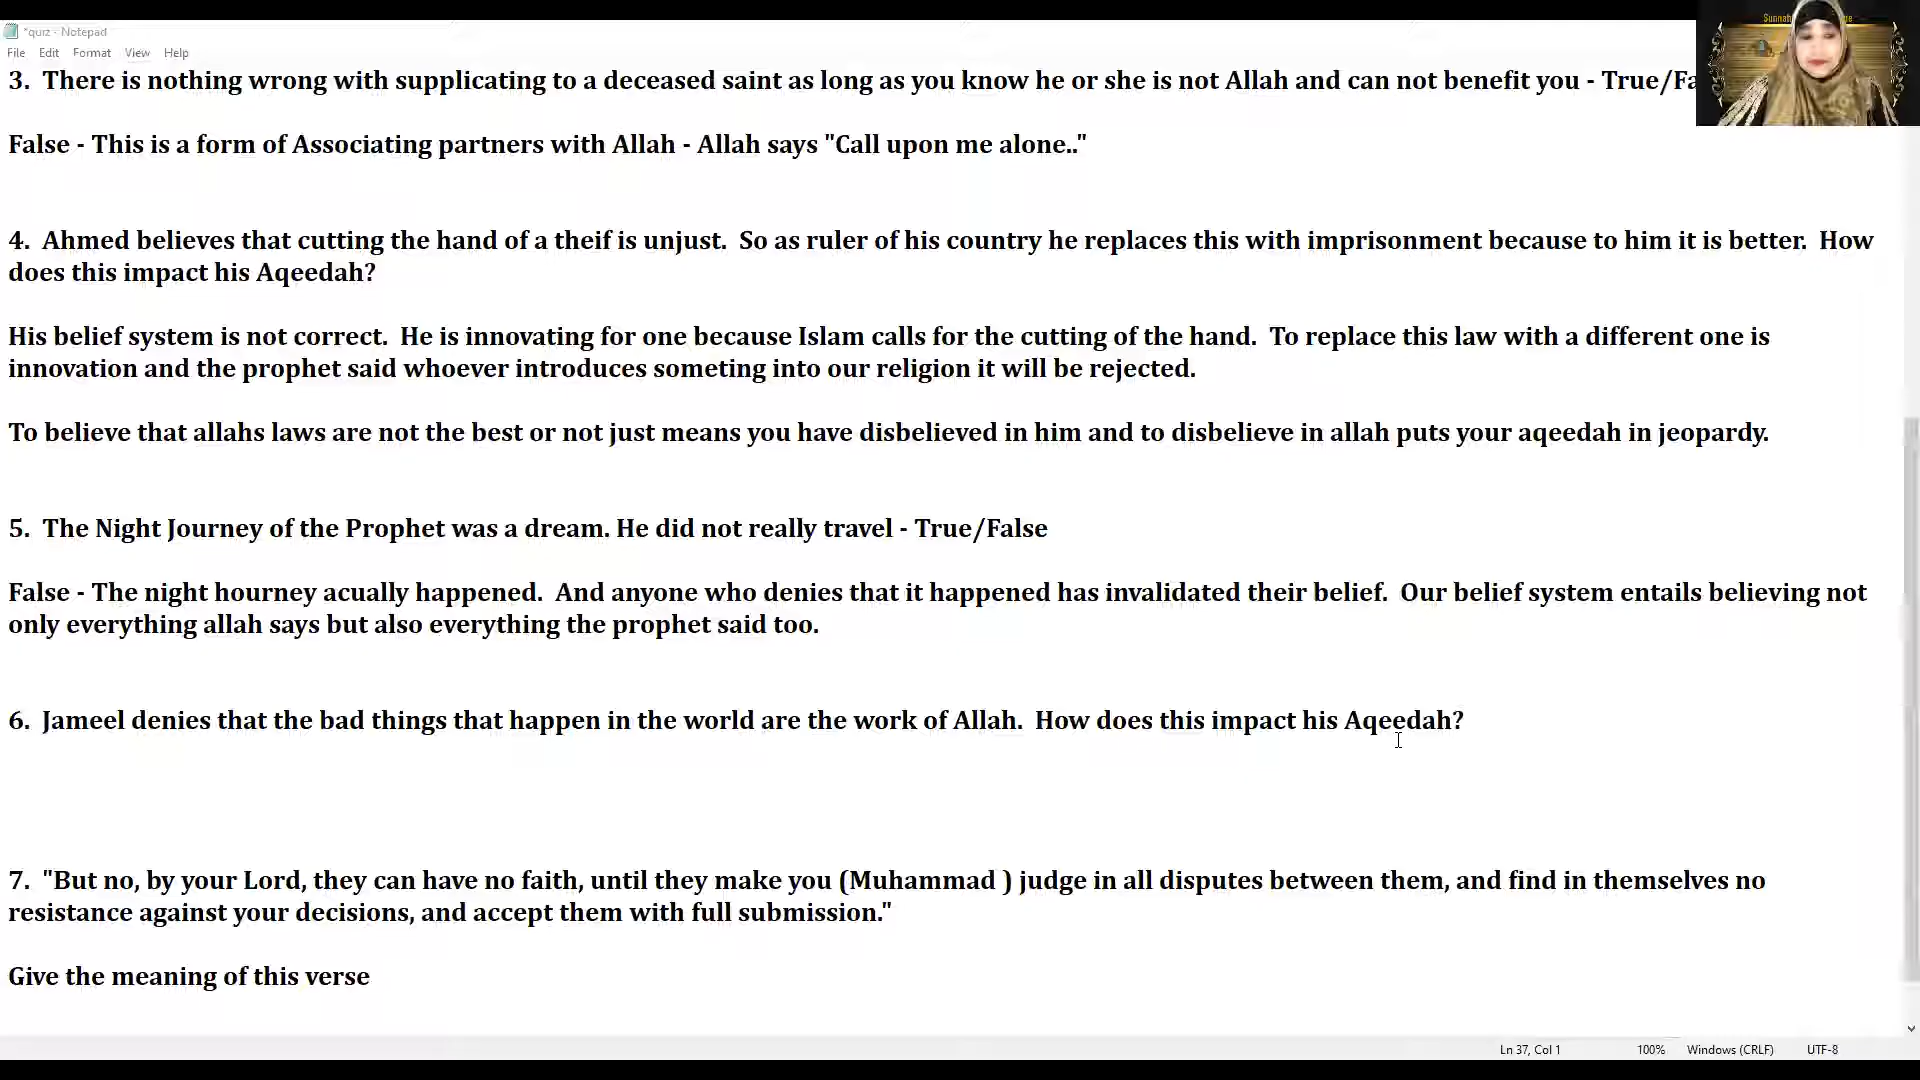 *quiz - Notepad
File Edit Format View Help
Sunnah
3.  There is nothing wrong with supplicating to a deceased saint as long as you know he or she is not Allah and can not benefit you - True/Fa
False - This is a form of Associating partners with Allah - Allah says "Call upon me alone.."
4.  Ahmed believes that cutting the hand of a theif is unjust.  So as ruler of his country he replaces this with imprisonment because to him it is better.  How
does this impact his Aqeedah?
His belief system is not correct.  He is innovating for one because Islam calls for the cutting of the hand.  To replace this law with a different one is
innovation and the prophet said whoever introduces someting into our religion it will be rejected.
To believe that allahs laws are not the best or not just means you have disbelieved in him and to disbelieve in allah puts your aqeedah in jeopardy.
5.  The Night Journey of the Prophet was a dream. He did not really travel - True/False
False - The night hourney acually happened.  And anyone who denies that it happened has invalidated their belief.  Our belief system entails believing not
only everything allah says but also everything the prophet said too.
6.  Jameel denies that the bad things that happen in the world are the work of Allah.  How does this impact his Aqeedah?
7.  "But no, by your Lord, they can have no faith, until they make you (Muhammad ) judge in all disputes between them, and find in themselves no
resistance against your decisions, and accept them with full submission."
Give the meaning of this verse
Ln 37, Col 1 100% Windows (CRLF) UTF-8